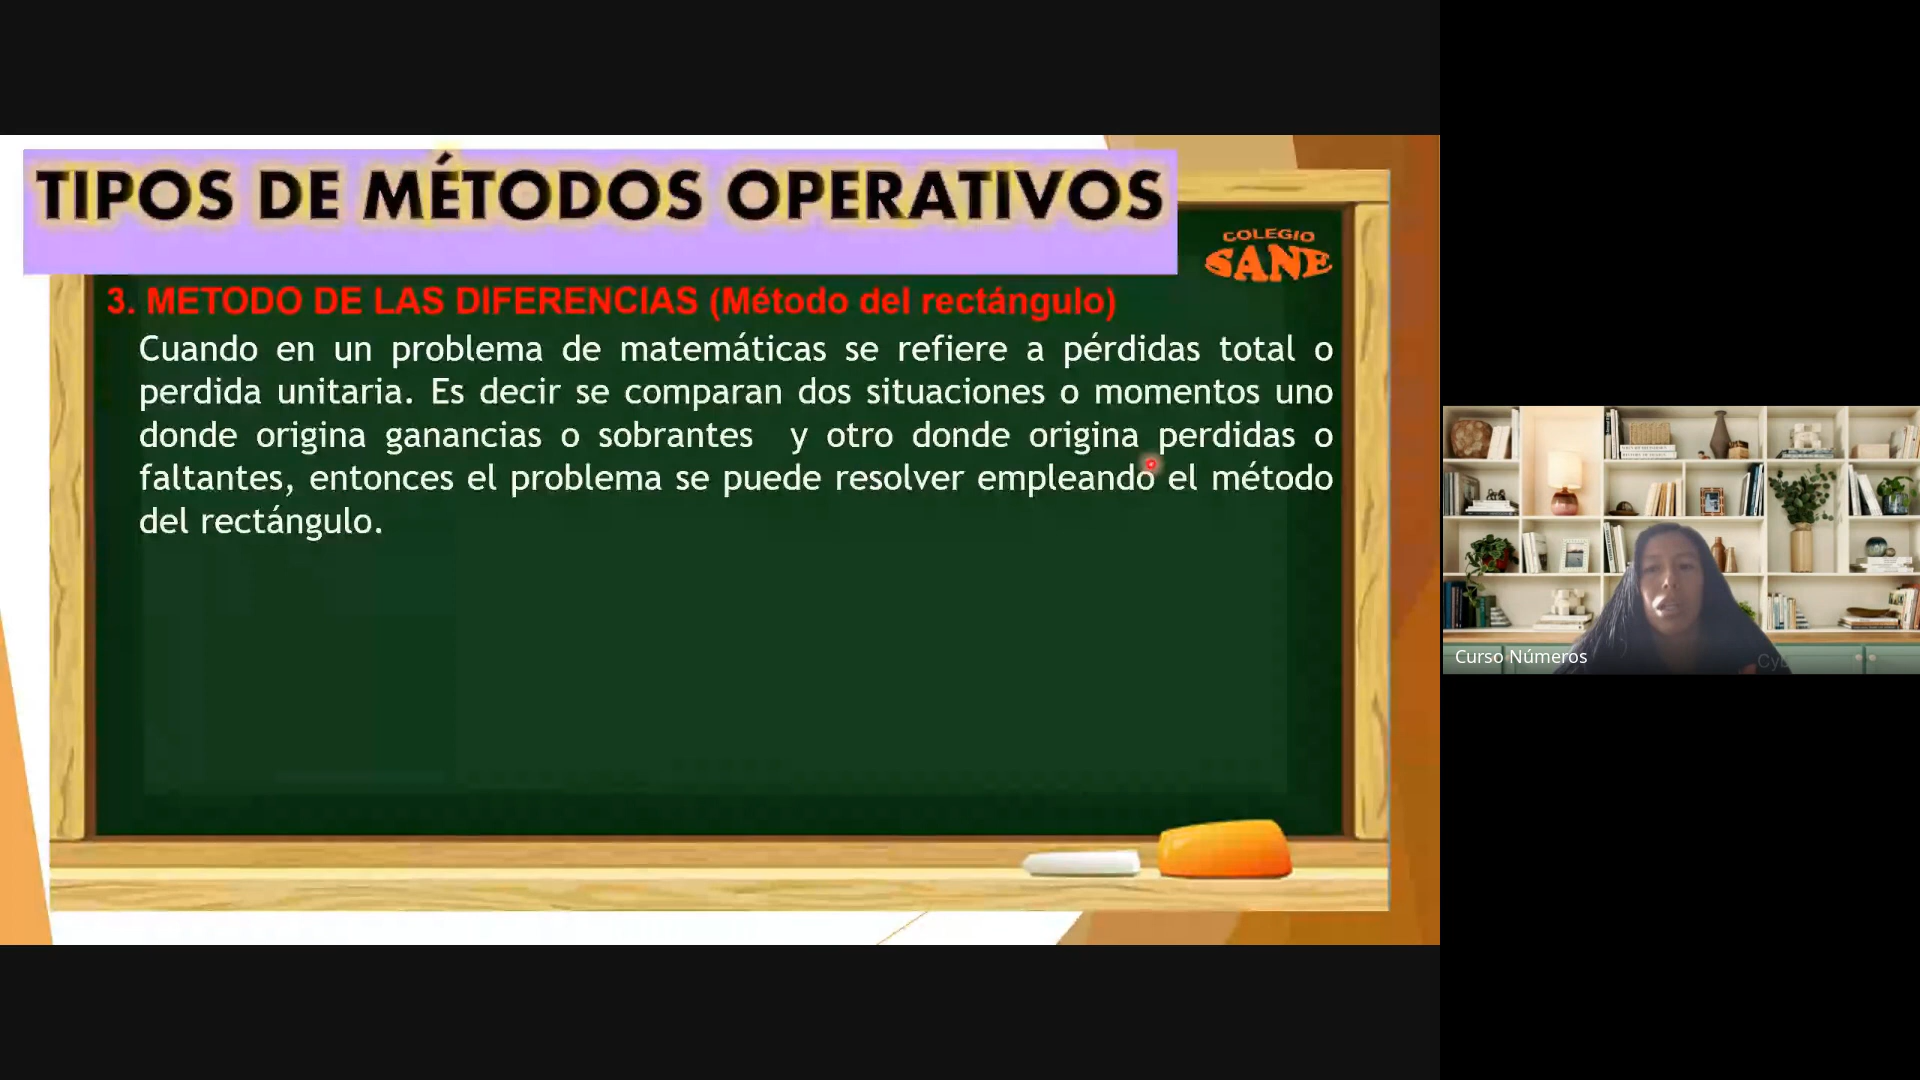 TIPOS DE MÉTODOS OPERATIVOS
COLEGIO
SANE
3. METODO DE LAS DIFERENCIAS (Método del rectángulo)
Cuando en un problema de matemáticas se refiere a pérdidas total o
perdida unitaria. Es decir se comparan dos situaciones o momentos uno
donde origina ganancias o sobrantes y otro donde origina perdidas o
faltantes, entonces el problema se puede resolver empleando el método
del rectángulo.
Curso Números